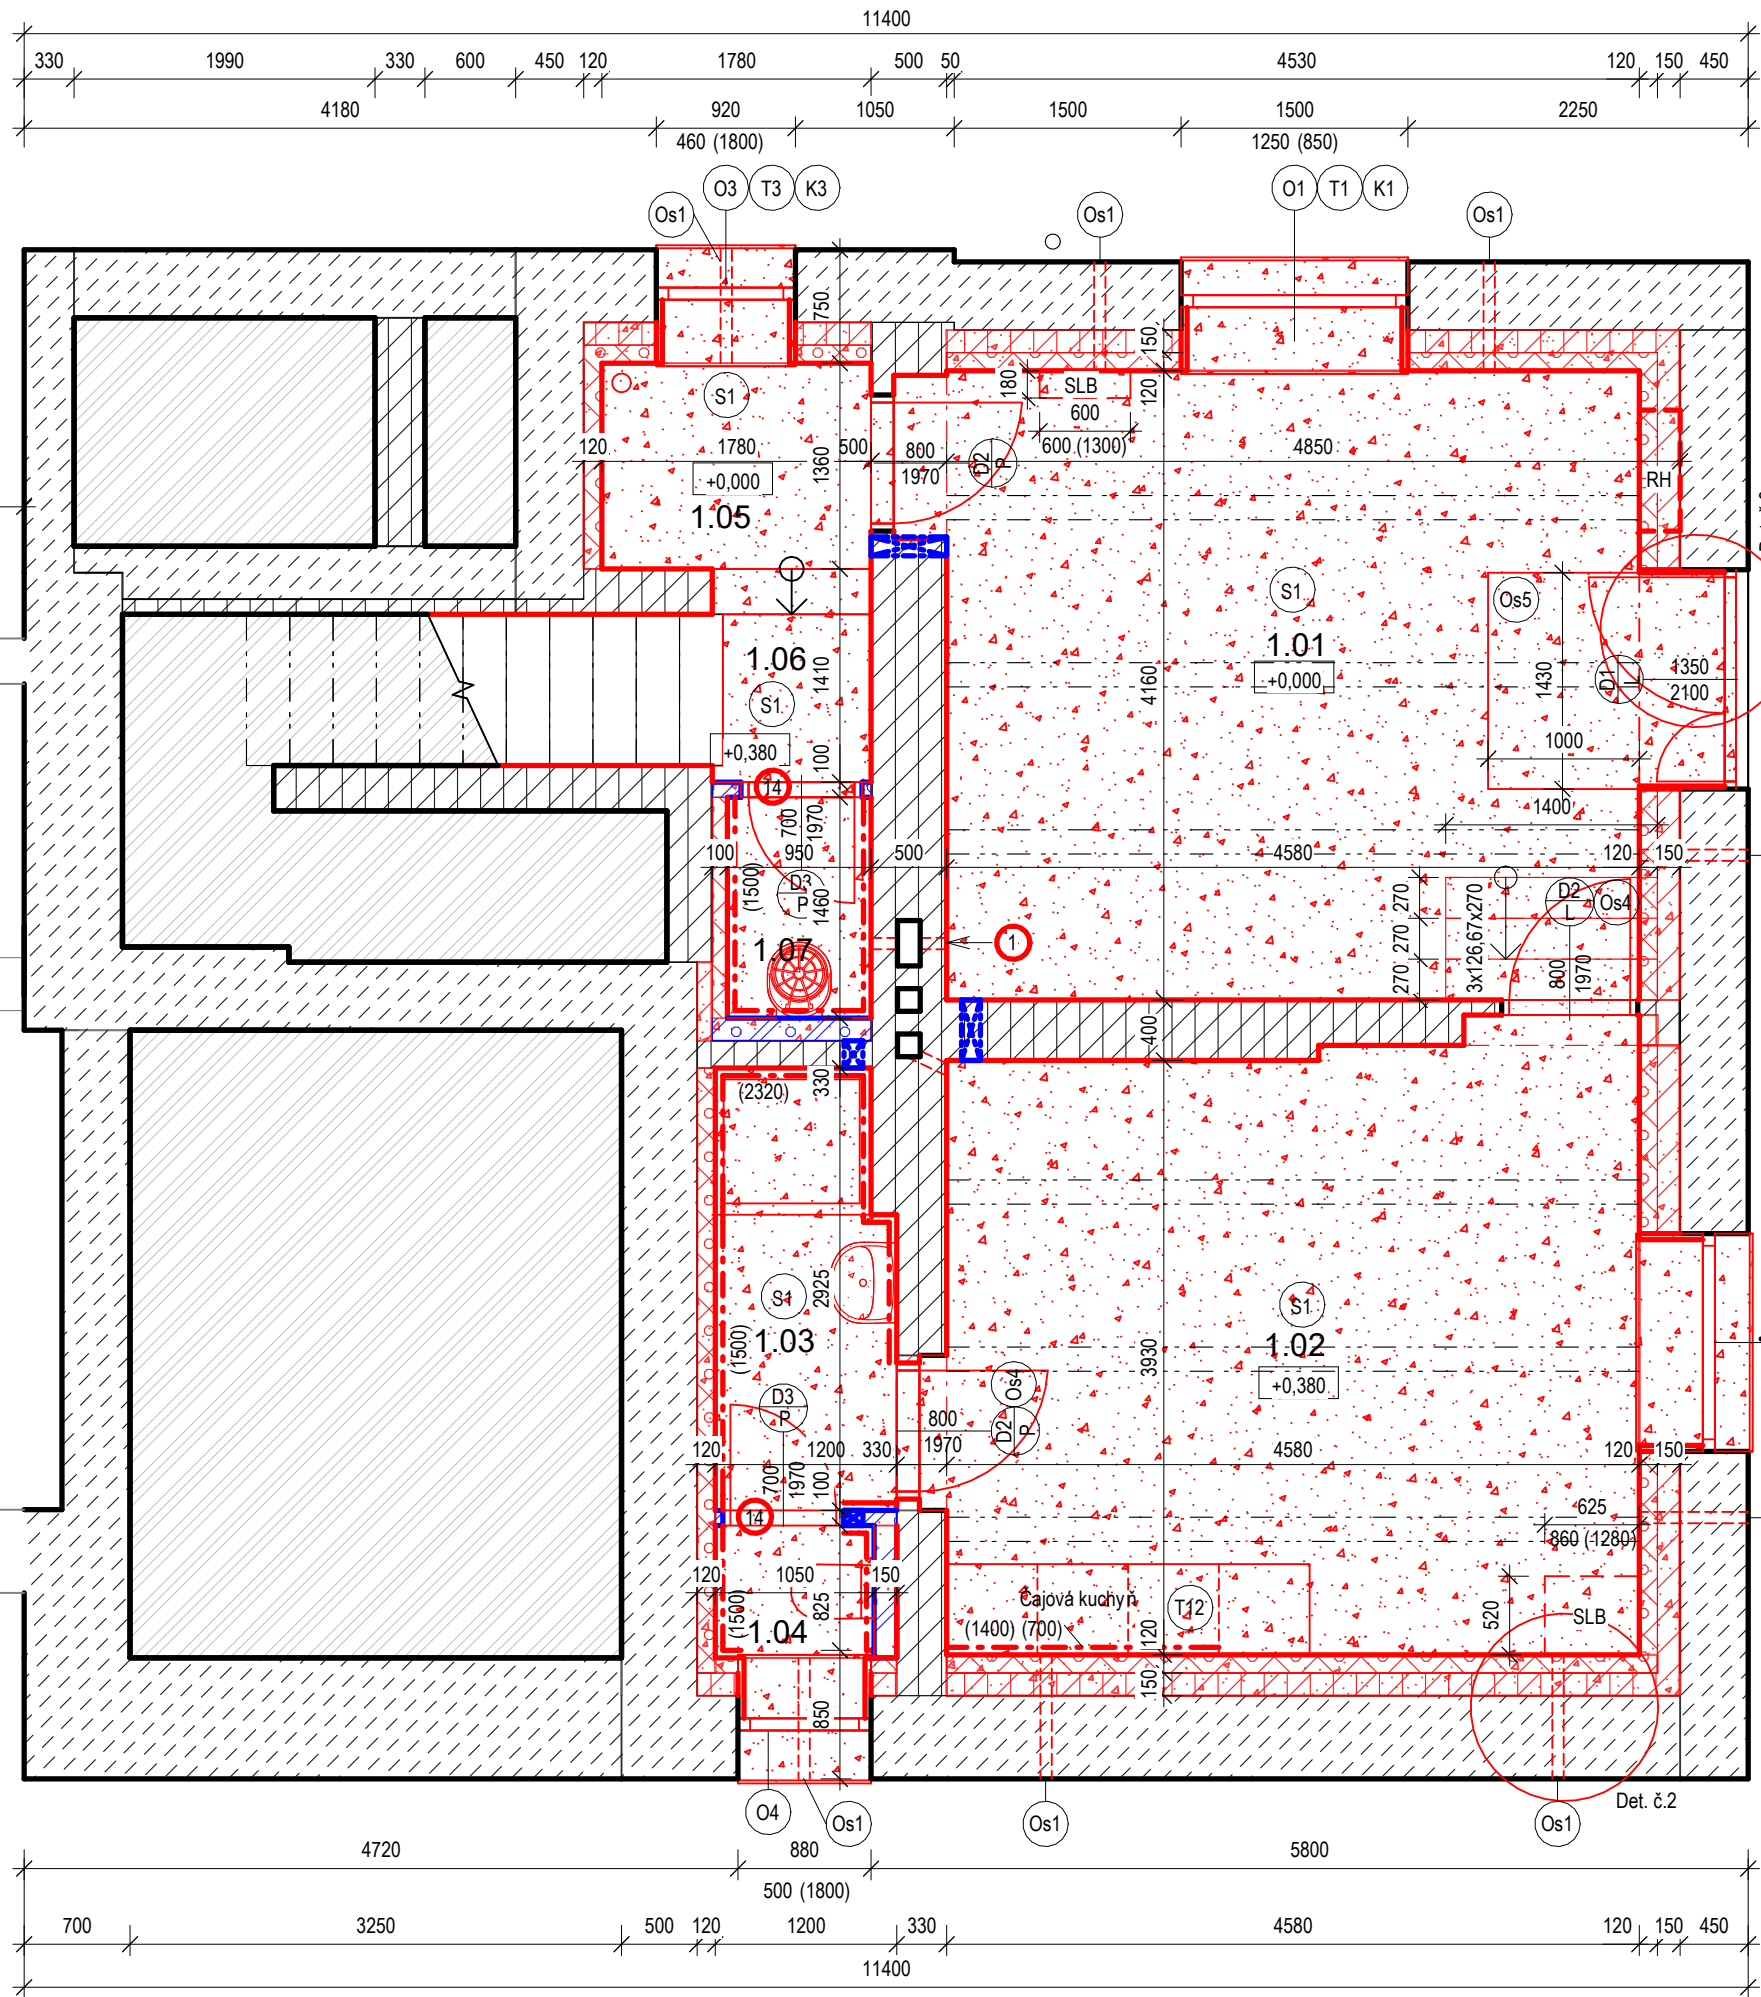 11400
330 1990 330 600 450 120 1780 500 50 4530 120 150 450
4180 920 1050 1500 1500 2250
460 (1800) 1250 (850)
O3 T3 K3 O1 T1 K1
Os1 Os1 Os1
750
150
S1 180 SLB 120
600
120 1780 1360 500 800 600 (1300) 4850
1970 D2 P
+0,000 RH
1.05
S1 Os5
1.06 1.01
1410 4160 +0,000 1430 D1 L 1350
2100
S1
+0,380 100 1000
14 1400
700 1970
100 950 500 4580 120 150
(1500) D3 P 1460 270 D2 L Os4
270 3x126,67x270
1.07 1
270 800 1970
400
330
(2320)
S1 2925 S1
1.03 1.02
(1500) 3930
Os4 +0,380
D3 P 800 D2 P
120 1200 330 1970 4580 120 150
700 1970 100
14 625
860 (1280)
120 1050 150
(1500) 825 Čajová kuchyň T12 520 SLB
1.04 (1400) (700) 120
150
850
Det. č.2
O4 Os1 Os1 Os1
4720 880 5800
500 (1800)
700 3250 500 120 1200 330 4580 120 150 450
11400